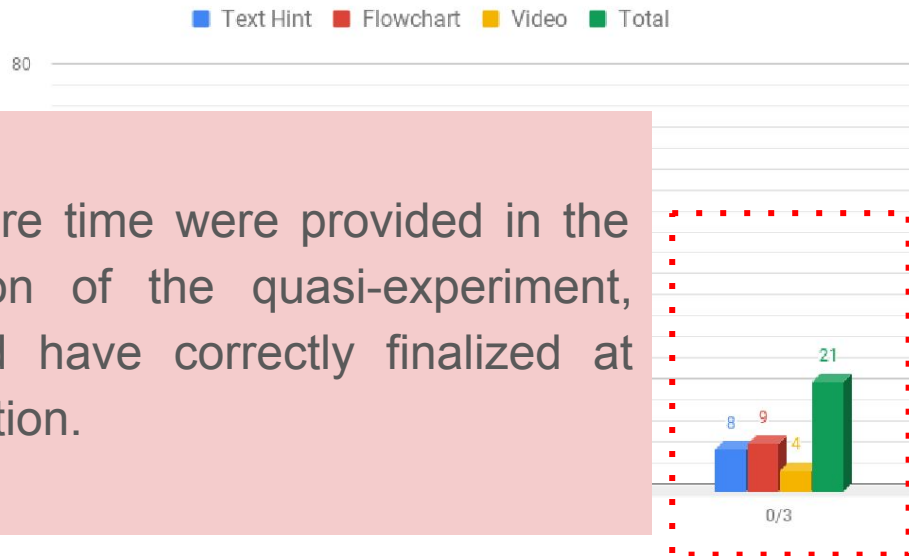 Text Hint Flowchart Video Total
80
re time were provided in the
on of the quasi-experiment,
have correctly finalized at
tion.
21
8 9 4
0/3